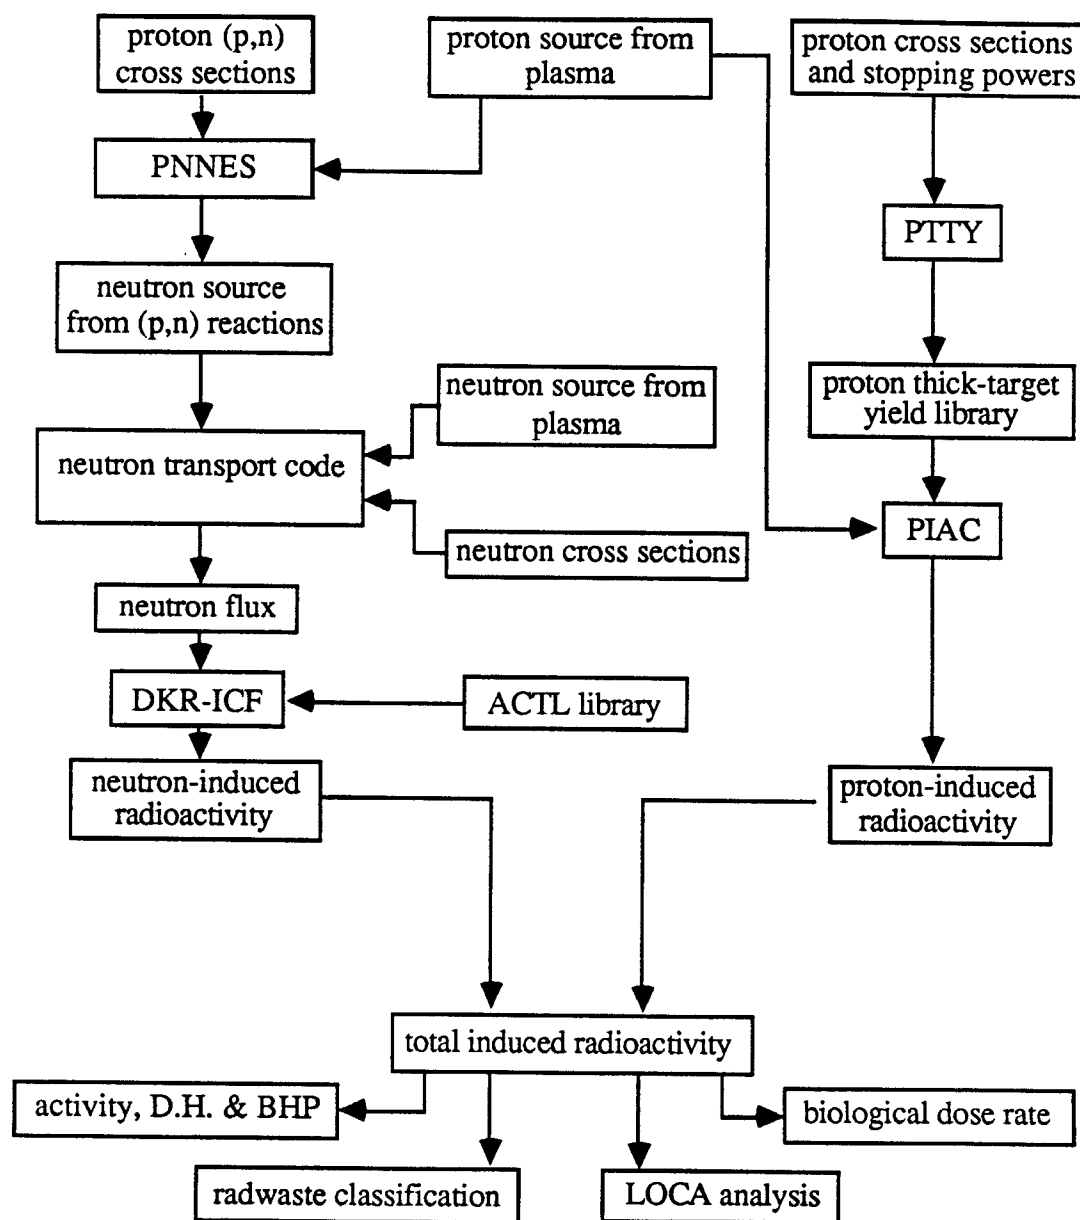 proton (p,n)
cross sections
proton source from
plasma
proton cross sections
and stopping powers
PNNES
PTTY
neutron source
from (p,n) reactions
neutron source from
plasma
proton thick-target
yield library
neutron transport code
neutron cross sections
PIAC
neutron flux
DKR-ICF
ACTL library
neutron-induced
radioactivity
proton-induced
radioactivity
total induced radioactivity
activity, D.H. & BHP
biological dose rate
radwaste classification
LOCA analysis